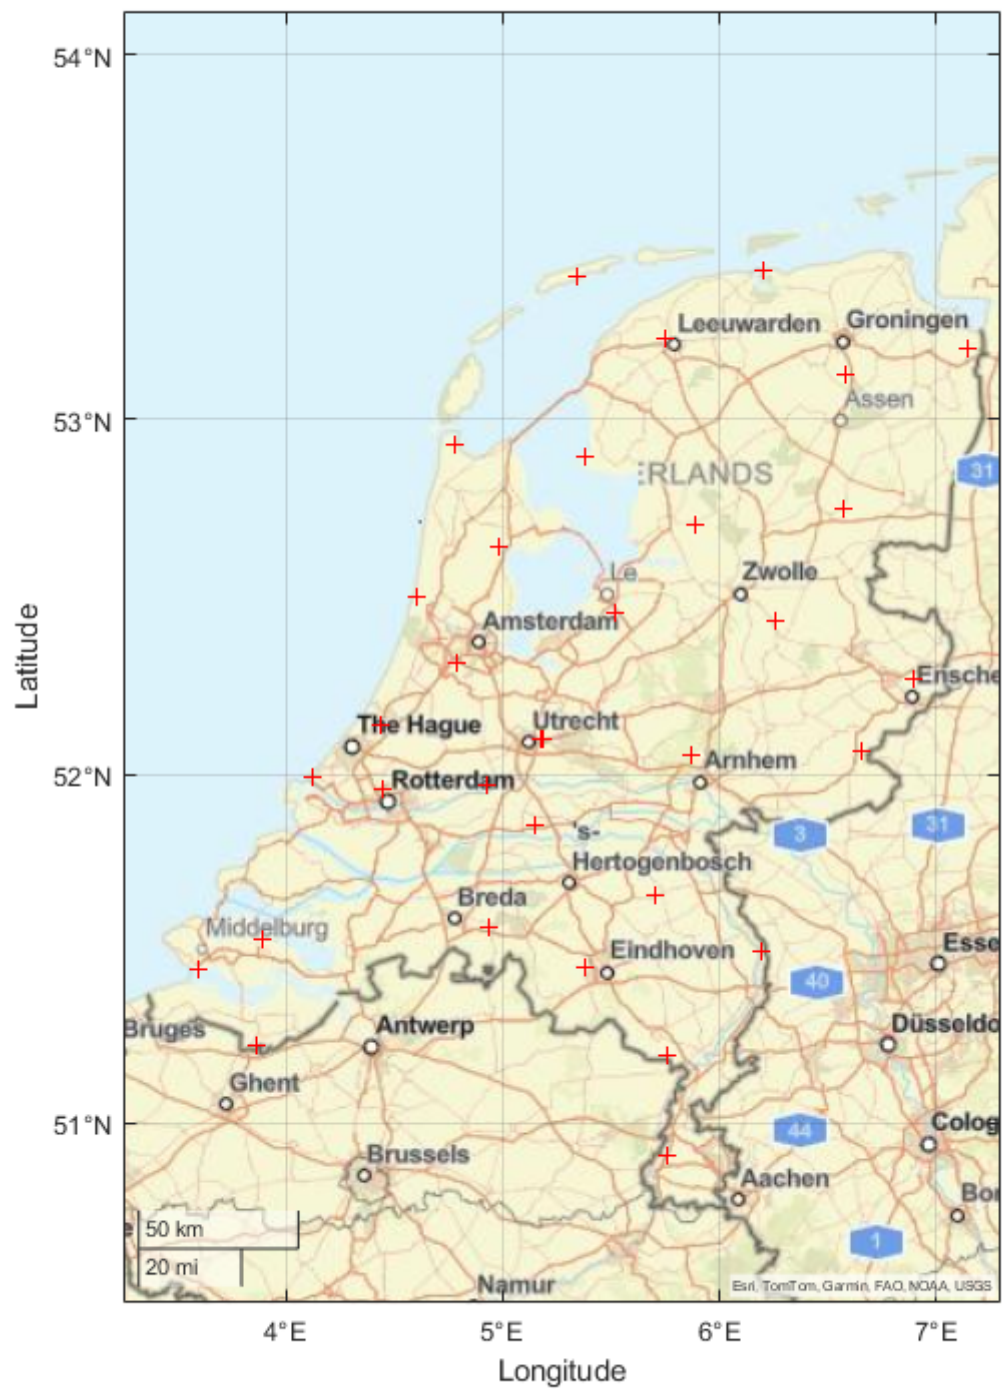 54°N
Leeuwarden
Groningen
53°N
Assen
ERLANDS
31
Le
Zwolle
Amsterdam
Ensche
Latitude
The Hague
Utrecht
Arnhem
52°N
Rotterdam
's-
3
31
Hertogenbosch
Breda
Middelburg
Eindhoven
Esse
40
Bruges
Antwerp
Düsseldo
Ghent
51°N
44
Colog
Brussels
Aachen
Bor
50 km
e
1
20 mi
Namur
Esri, TomTom, Garmin, FAO, NOAA, USGS
4°E
5°E
6°E
7°E
Longitude